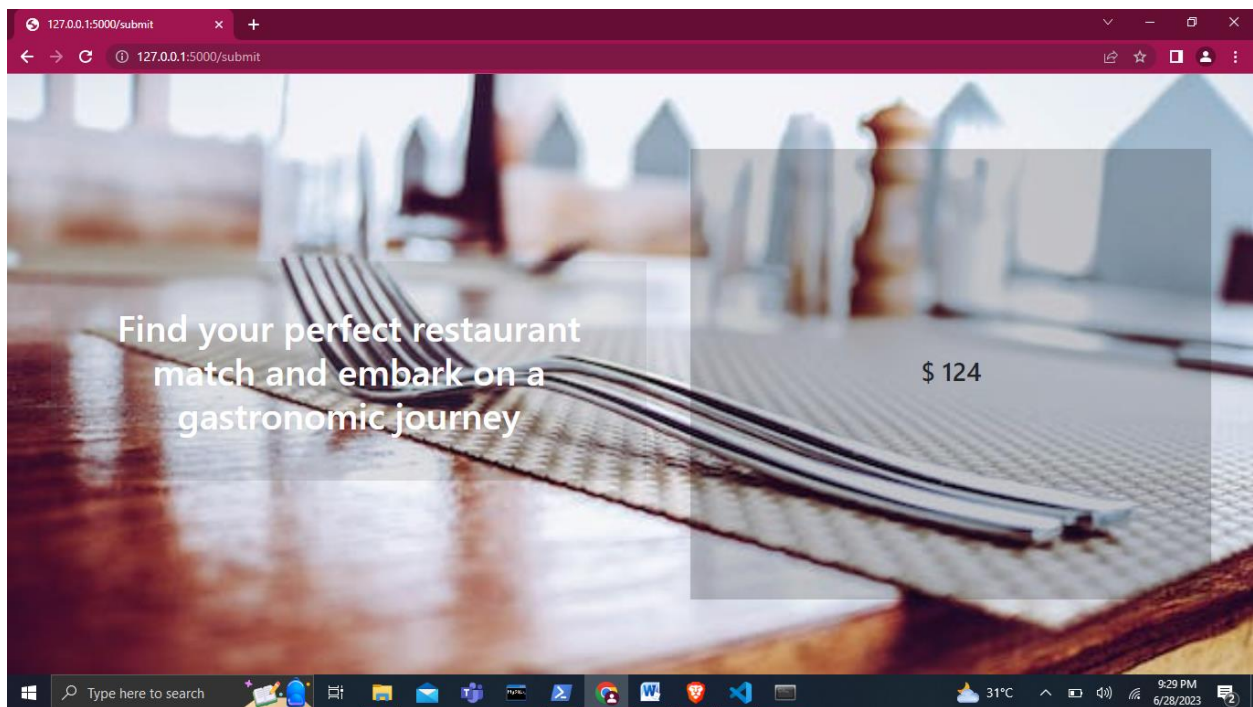 127.0.0.1:5000/submit
127.0.0.1:5000/submit
Find your perfect restaurant
match and embark on a
gastronomic journey
$ 124
Type here to search
31°C
9:29 PM
6/28/2023
2